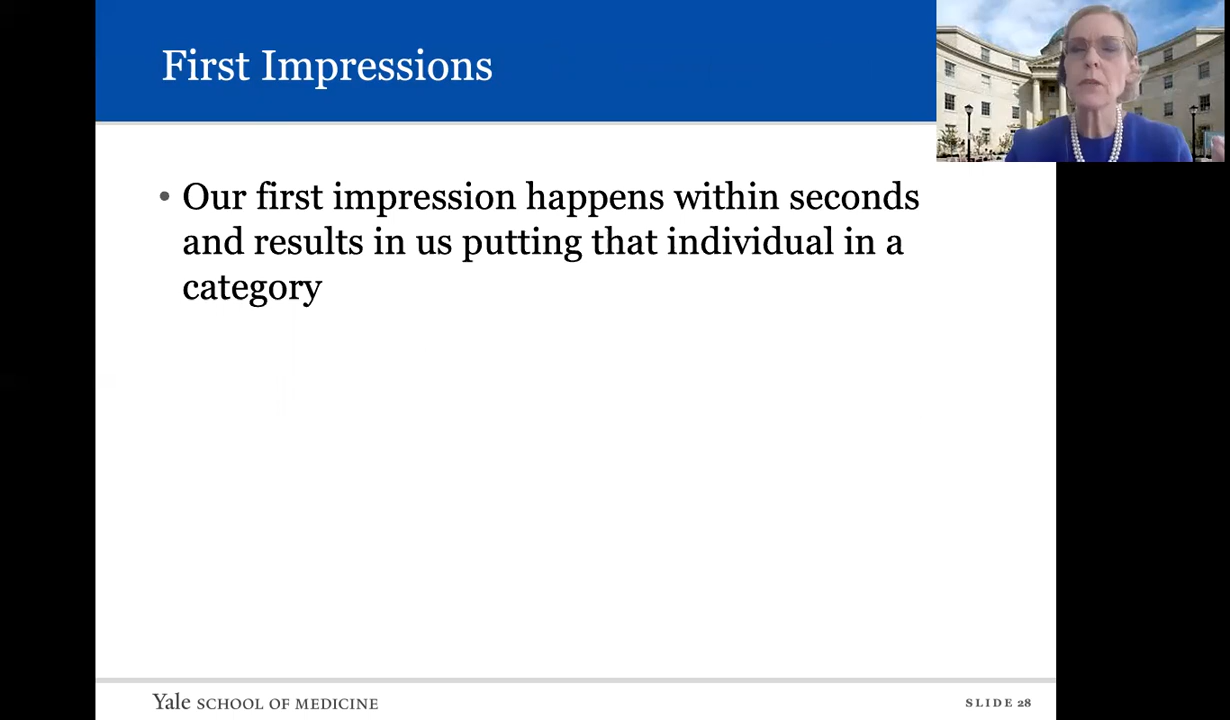 First Impressions
• Our first impression happens within seconds
and results in us putting that individual in a
category
Yale SCHOOL OF MEDICINE
SLIDE 28